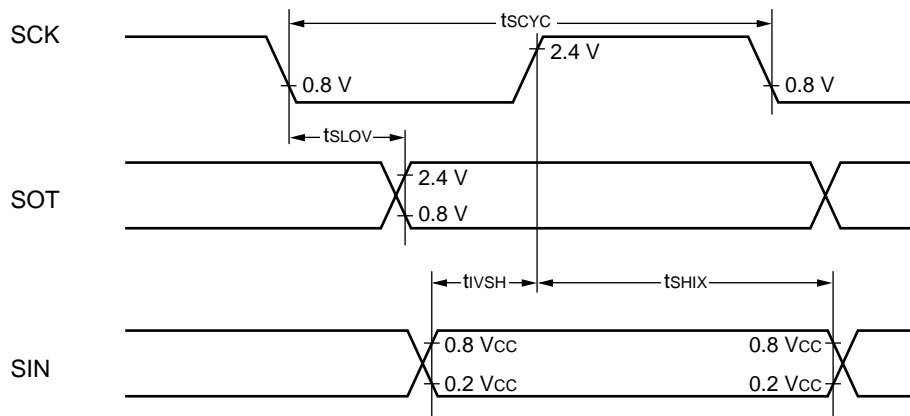 tSCYC
SCK
2.4 V
0.8 V
0.8 V
tSLOV
SOT
2.4 V
0.8 V
tIVSH
tSHIX
SIN
0.8 VCC
0.8 VCC
0.2 VCC
0.2 VCC